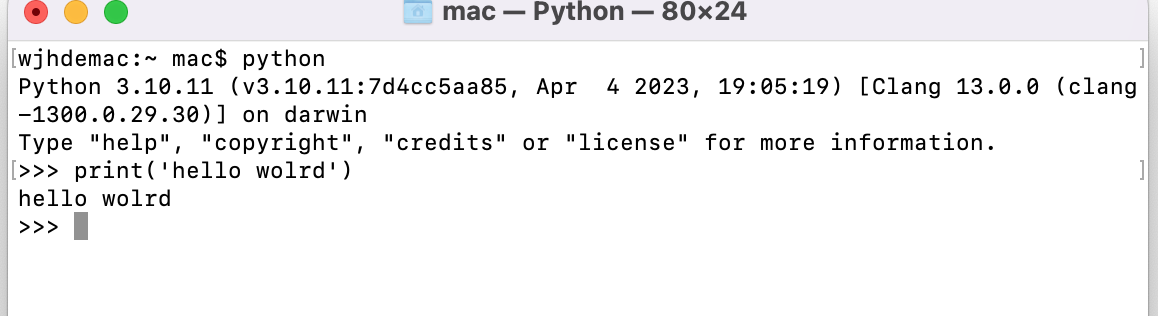 mac — Python — 80×24
[wjhdemac:~ mac$ python ]
Python 3.10.11 (v3.10.11:7d4cc5aa85, Apr  4 2023, 19:05:19) [Clang 13.0.0 (clang
-1300.0.29.30)] on darwin
Type "help", "copyright", "credits" or "license" for more information.
[>>> print('hello wolrd') ]
hello wolrd
>>>